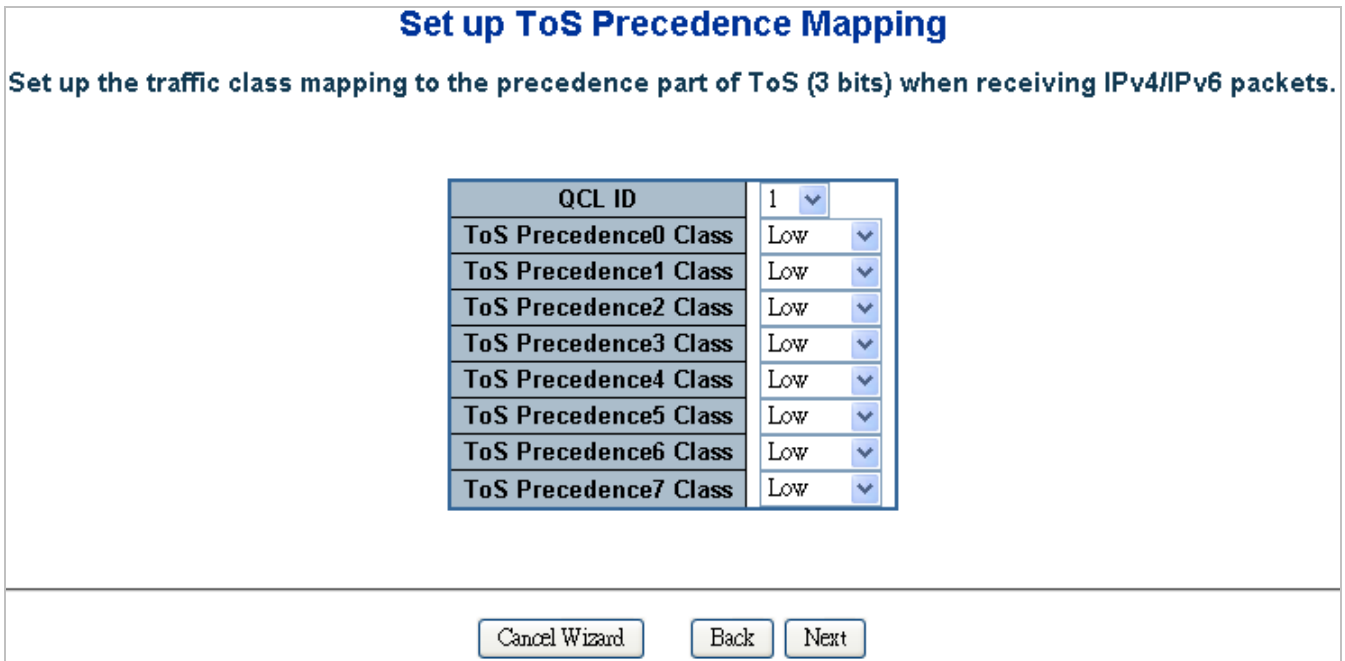 Set up ToS Precedence Mapping
Set up the traffic class mapping to the precedence part of ToS (3 bits) when receiving IPv4/IPv6 packets.
QCL ID 1
ToS Precedence0 Class Low
ToS Precedence1 Class Low
ToS Precedence2 Class Low
ToS Precedence3 Class Low
ToS Precedence4 Class Low
ToS Precedence5 Class Low
ToS Precedence6 Class Low
ToS Precedence7 Class Low
Cancel Wizard Back Next